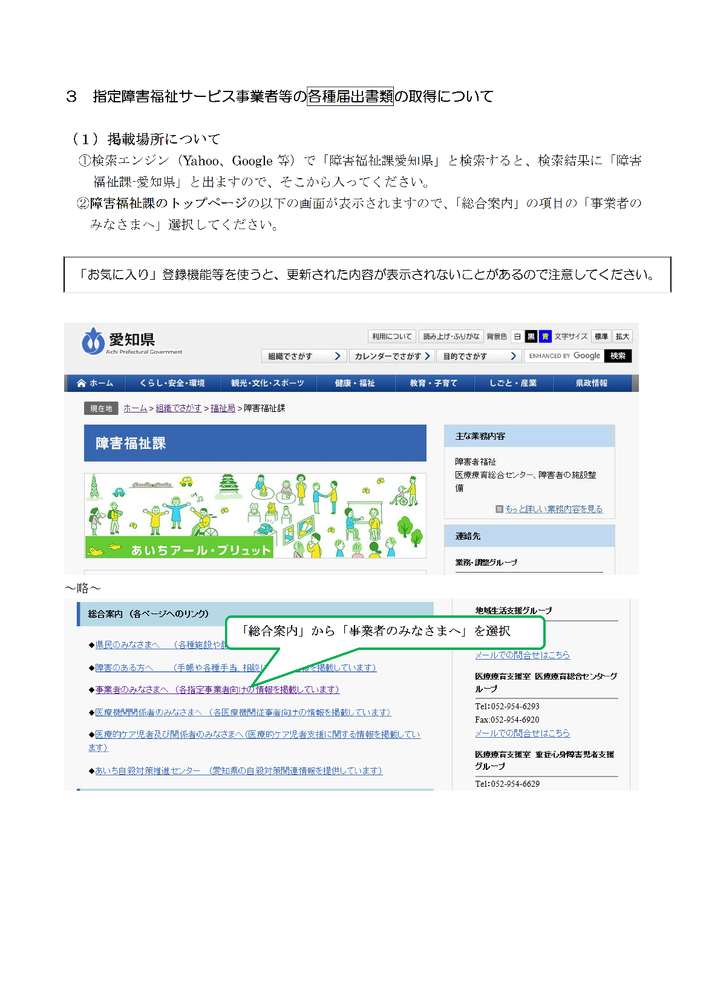 ３　指定障害福祉サービス事業者等の各種届出書類の取得について
（１）掲載場所について
①検索エンジン（Yahoo、Google 等）で「障害福祉課愛知県」と検索すると、検索結果に「障害
福祉課-愛知県」と出ますので、そこから入ってください。
②障害福祉課のトップページの以下の画面が表示されますので、「総合案内」の項目の「事業者の
みなさまへ」選択してください。
「お気に入り」登録機能等を使うと、更新された内容が表示されないことがあるので注意してください。
愛知県
Aichi Prefectural Government
利用について 読み上げ・ふりがな 背景色 白 黒 青 文字サイズ 標準 拡大
組織でさがす カレンダーでさがす 目的でさがす ENHANCED BY Google 検索
ホーム くらし・安全・環境 観光・文化・スポーツ 健康・福祉 教育・子育て しごと・産業 県政情報
現在地 ホーム > 組織でさがす > 福祉局 > 障害福祉課
障害福祉課
あいちアール・ブリュット
主な業務内容
障害者福祉
医療療育総合センター、障害者の施設整
備
もっと詳しい業務内容を見る
連絡先
業務・調整グループ
～略～
総合案内 （各ページへのリンク）
「総合案内」から「事業者のみなさまへ」を選択
◆県民のみなさまへ　（各種施設や
◆障害のある方へ　　（手帳や各種手当、相談 を掲載しています）
◆事業者のみなさまへ　（各指定事業者向けの情報を掲載しています）
◆医療機関関係者のみなさまへ　（各医療機関従事者向けの情報を掲載しています）
◆医療的ケア児者及び関係者のみなさまへ（医療的ケア児者支援に関する情報を掲載してい
ます）
◆あいち自殺対策推進センター　（愛知県の自殺対策関連情報を提供しています）
地域生活支援グループ
メールでの問合せはこちら
医療療育支援室 医療療育総合センターグ
ループ
Tel：052-954-6293
Fax:052-954-6920
メールでの問合せはこちら
医療療育支援室 重症心身障害児者支援
グループ
Tel：052-954-6629